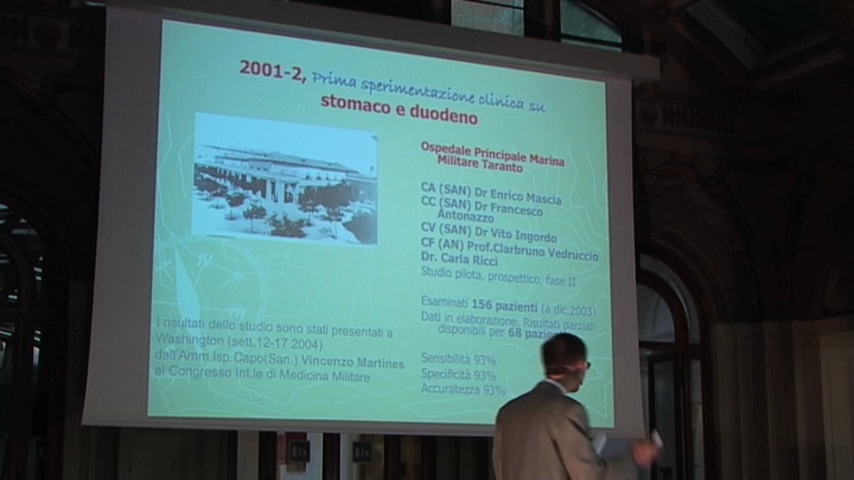 2001-2, Prima sperimentazione clinica su
stomaco e duodeno
Ospedale Principale Marina
Militare Taranto
CA (SAN) Dr Enrico Mascia
CC (SAN) Dr Francesco
Antonazzo
CV (SAN) Dr Vito Ingordo
CF (AN) Prof.Clarbruno Vedruccio
Dr. Carla Ricci
Studio pilota, prospettico, fase II
Esaminati 156 pazienti (a dic.2003)
Dati in elaborazione. Risultati parziali
disponibili per 68
Sensibilità 93%
Specificità 93%
Accuratezza 93%
I risultati dello studio sono stati presentati a
Washington (sett.12-17 2004)
dall'Amm.Isp.Capo(San.) Vincenzo Martines
al Congresso Int.le di Medicina Militare